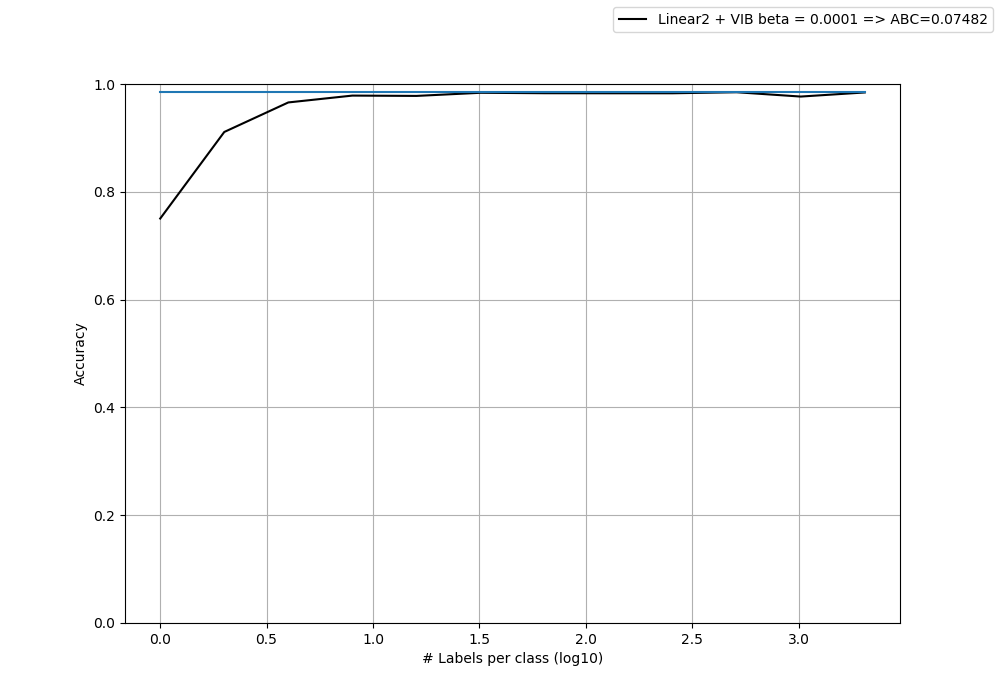 Linear2 + VIB beta = 0.0001 => ABC=0.07482
1.0
0.8
0.6
0.4
0.2
0.0
Accuracy
0.0 0.5 1.0 1.5 2.0 2.5 3.0
# Labels per class (log10)